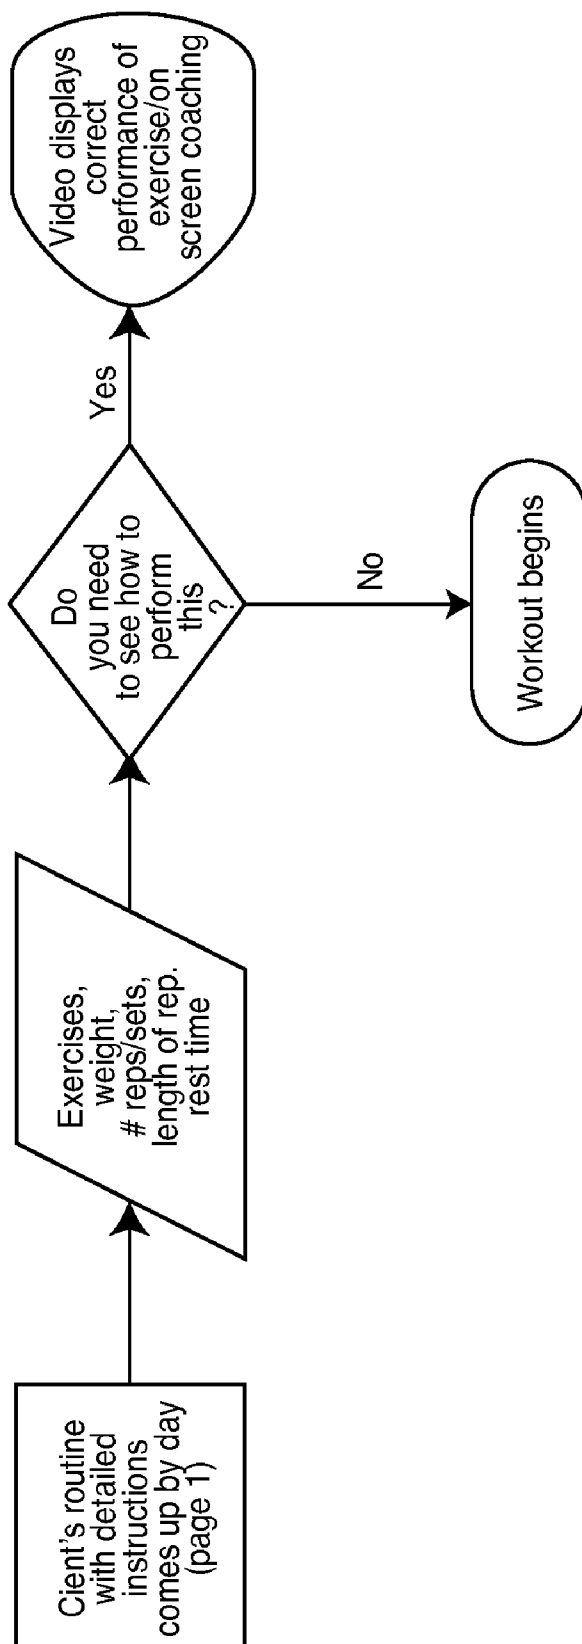 Cient's routine
with detailed
instructions
comes up by day
(page 1)
Exercises,
weight,
# reps/sets,
length of rep.
rest time
Do
you need
to see how to
perform
this
?
Yes
Video displays
correct
performance of
exercise/on
screen coaching
No
Workout begins